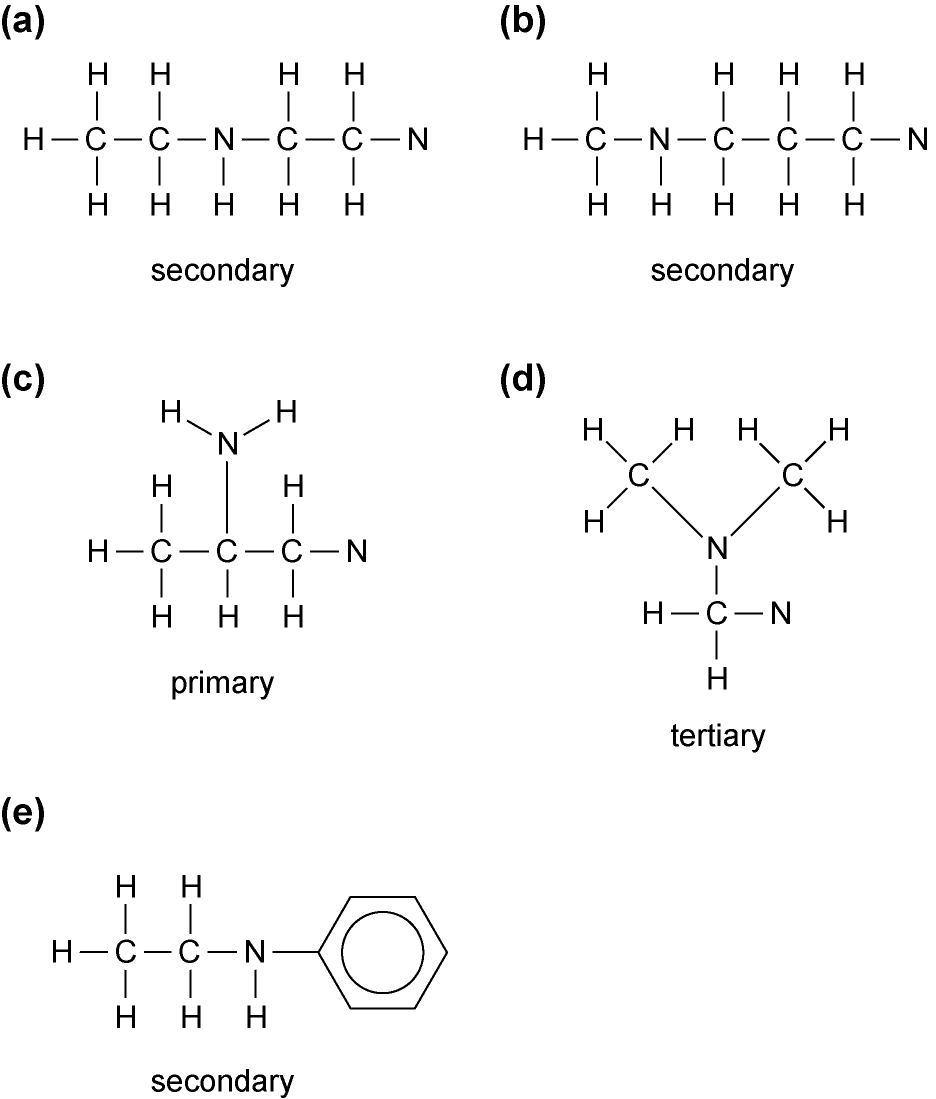 (a) (b)
H H H H H H H H
H C C N C C N H C N C C C N
H H H H H H H H H H
secondary secondary
(c) (d)
H H
N
H H
H C C C N
H H H
primary
H H H H
C C
H H
N
H C N
H
tertiary
(e)
H H
H C C N
H H H
secondary